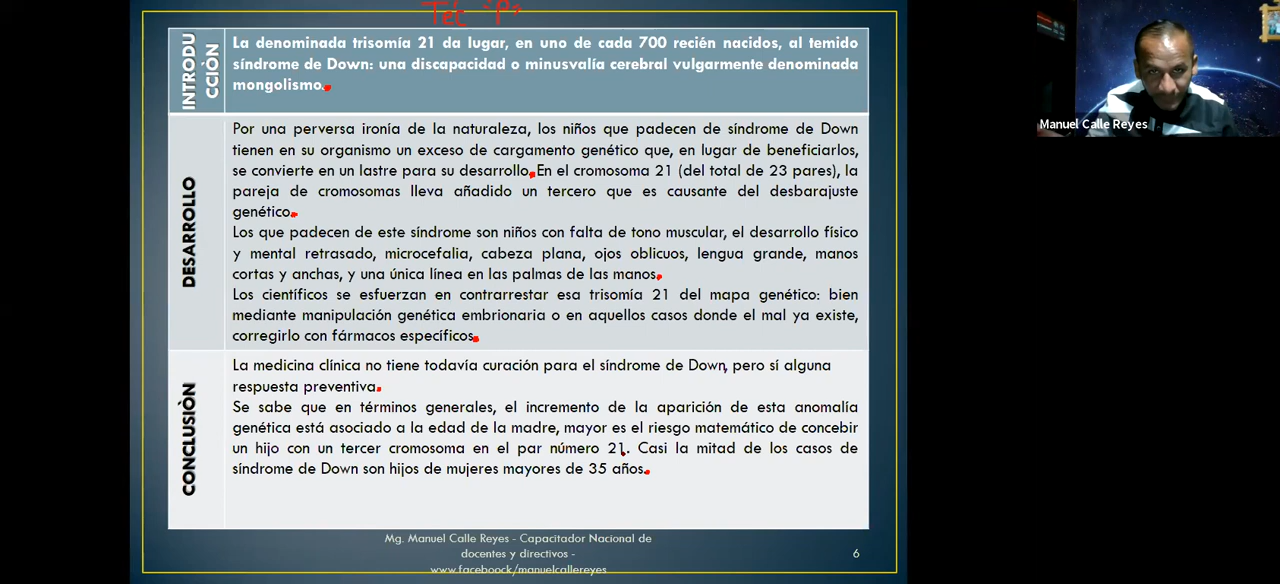 Téc "P"
INTRODU
CCIÓN
La denominada trisomía 21 da lugar, en uno de cada 700 recién nacidos, al temido
síndrome de Down: una discapacidad o minusvalía cerebral vulgarmente denominada
mongolismo.
DESARROLLO
Por una perversa ironía de la naturaleza, los niños que padecen de síndrome de Down
tienen en su organismo un exceso de cargamento genético que, en lugar de beneficiarlos,
se convierte en un lastre para su desarrollo. En el cromosoma 21 (del total de 23 pares), la
pareja de cromosomas lleva añadido un tercero que es causante del desbarajuste
genético.
Los que padecen de este síndrome son niños con falta de tono muscular, el desarrollo físico
y mental retrasado, microcefalia, cabeza plana, ojos oblicuos, lengua grande, manos
cortas y anchas, y una única línea en las palmas de las manos.
Los científicos se esfuerzan en contrarrestar esa trisomía 21 del mapa genético: bien
mediante manipulación genética embrionaria o en aquellos casos donde el mal ya existe,
corregirlo con fármacos específicos.
CONCLUSIÒN
La medicina clínica no tiene todavía curación para el síndrome de Down, pero sí alguna
respuesta preventiva.
Se sabe que en términos generales, el incremento de la aparición de esta anomalía
genética está asociado a la edad de la madre, mayor es el riesgo matemático de concebir
un hijo con un tercer cromosoma en el par número 21. Casi la mitad de los casos de
síndrome de Down son hijos de mujeres mayores de 35 años.
Mg. Manuel Calle Reyes - Capacitador Nacional de
docentes y directivos -
www.faceboock/manuelcallereyes
6
Manuel Calle Reyes